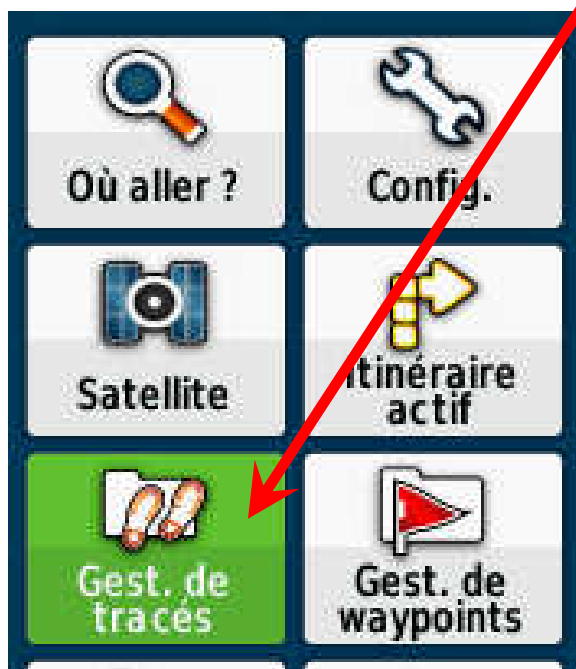 Où aller ?
Config.
Satellite
Itinéraire
actif
Gest. de
tracés
Gest. de
waypoints